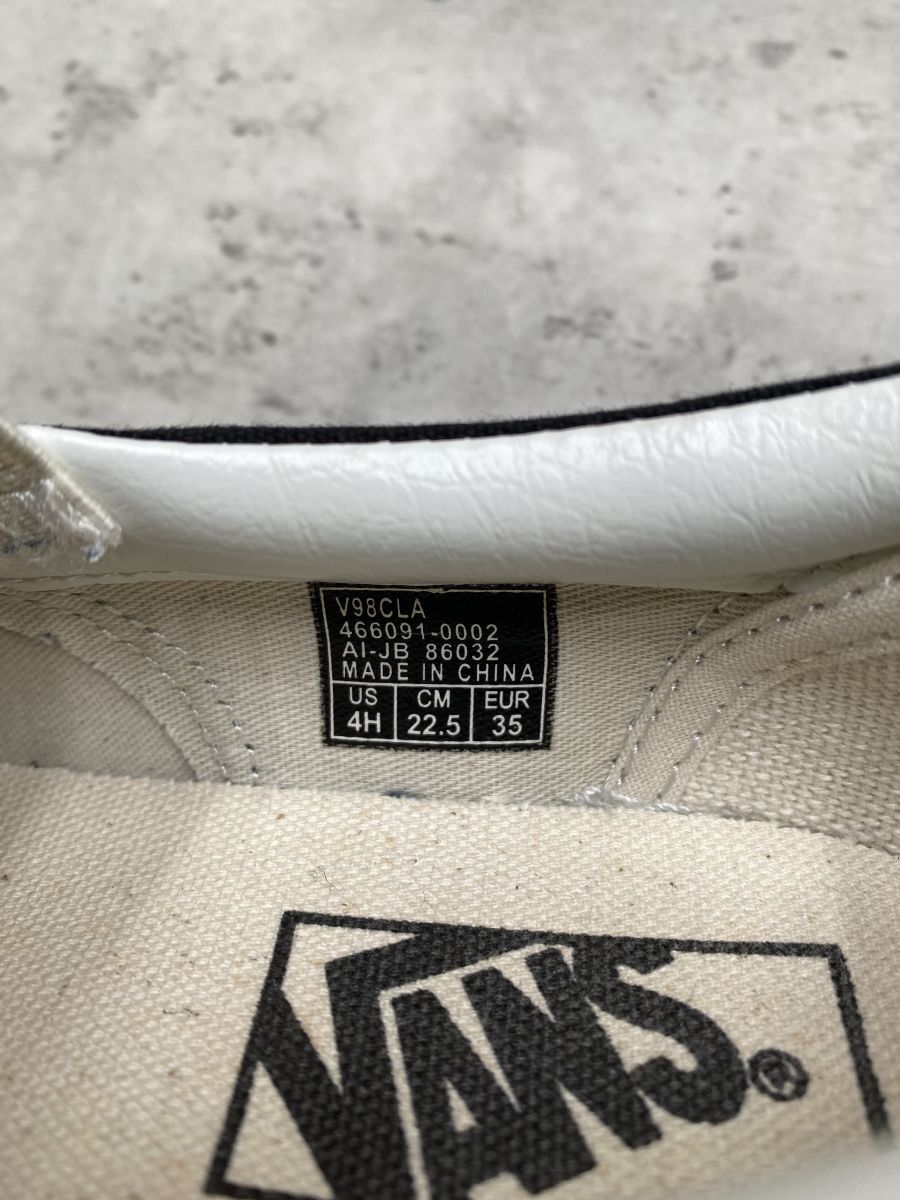 V98CLA
466091-0002
AI-JB 86032
MADE IN CHINA
US CM EUR
4H 22.5 35
VANS®